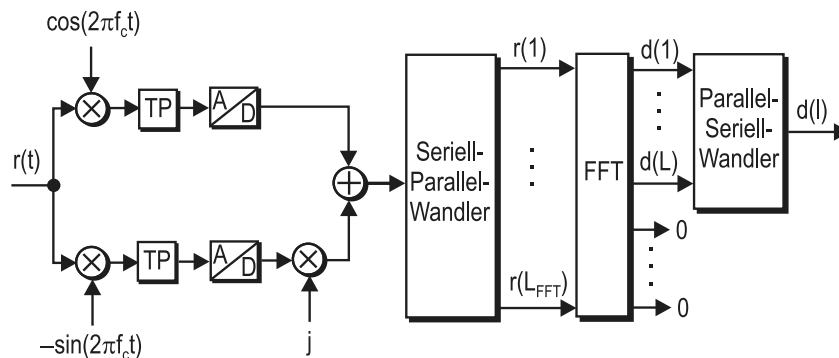 cos(2πf_ct)
r(t)
TP
A
D
−sin(2πf_ct)
TP
A
D
j
Seriell-
Parallel-
Wandler
r(1)
r(L_FFT)
FFT
d(1)
d(L)
0
0
Parallel-
Seriell-
Wandler
d(l)